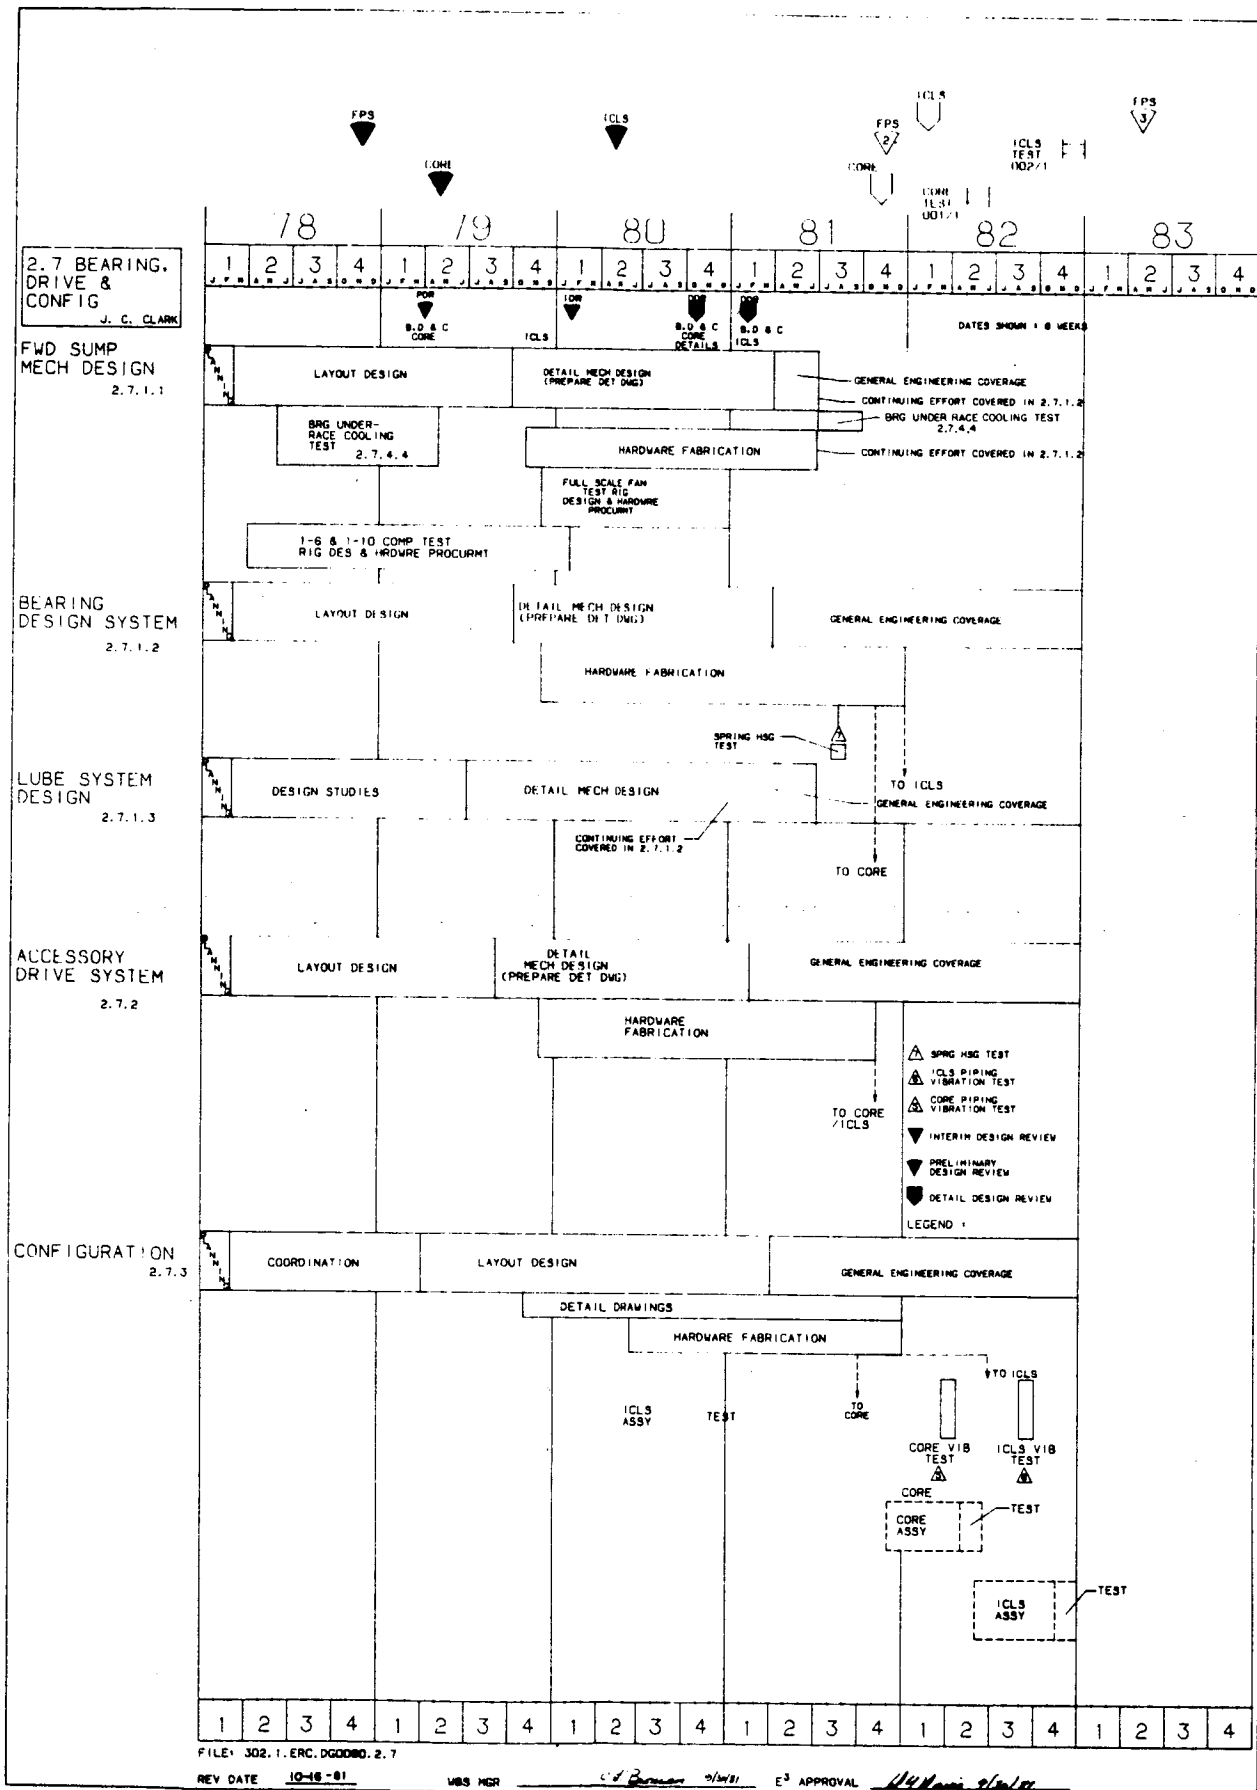 ICLS
FPS
ICLS
FPS
2
FPS
3
CORE
CORE
ICLS
TEST
002/1
CORE
TEST
001/1
78 79 80 81 82 83
2.7 BEARING,
DRIVE &
CONFIG
J. C. CLARK
1 2 3 4 1 2 3 4 1 2 3 4 1 2 3 4 1 2 3 4 1 2 3 4
J F M A M J J A S O N D J F M A M J J A S O N D J F M A M J J A S O N D J F M A M J J A S O N D J F M A M J J A S O N D J F M A M J J A S O N D
PDR
B.D & C
CORE
IDR
ICLS
DDR
B.D & C
CORE
DETAILS
DDR
B.D & C
ICLS
DATES SHOWN ± 6 WEEKS
FWD SUMP
MECH DESIGN
2.7.1.1
PLANNING
LAYOUT DESIGN
DETAIL MECH DESIGN
(PREPARE DET DWG)
GENERAL ENGINEERING COVERAGE
CONTINUING EFFORT COVERED IN 2.7.1.2
BRG UNDER-
RACE COOLING
TEST
2.7.4.4
BRG UNDER RACE COOLING TEST
2.7.4.4
HARDWARE FABRICATION
CONTINUING EFFORT COVERED IN 2.7.1.2
FULL SCALE FAN
TEST RIG
DESIGN & HARDWRE
PROCURMT
1-6 & 1-10 COMP TEST
RIG DES & HRDWRE PROCURMT
BEARING
DESIGN SYSTEM
2.7.1.2
PLANNING
LAYOUT DESIGN
DETAIL MECH DESIGN
(PREPARE DET DWG)
GENERAL ENGINEERING COVERAGE
HARDWARE FABRICATION
SPRING HSG
TEST
7
TO ICLS
LUBE SYSTEM
DESIGN
2.7.1.3
PLANNING
DESIGN STUDIES
DETAIL MECH DESIGN
GENERAL ENGINEERING COVERAGE
CONTINUING EFFORT
COVERED IN 2.7.1.2
TO CORE
ACCESSORY
DRIVE SYSTEM
2.7.2
PLANNING
LAYOUT DESIGN
DETAIL
MECH DESIGN
(PREPARE DET DWG)
GENERAL ENGINEERING COVERAGE
HARDWARE
FABRICATION
TO CORE
/ICLS
7 SPRG HSG TEST
ICLS PIPING
VIBRATION TEST
CORE PIPING
VIBRATION TEST
INTERIM DESIGN REVIEW
PRELIMINARY
DESIGN REVIEW
DETAIL DESIGN REVIEW
LEGEND :
CONFIGURATION
2.7.3
PLANNING
COORDINATION
LAYOUT DESIGN
GENERAL ENGINEERING COVERAGE
DETAIL DRAWINGS
HARDWARE FABRICATION
TO ICLS
TO
CORE
ICLS
ASSY
TEST
CORE VIB
TEST
ICLS VIB
TEST
CORE
CORE
ASSY
TEST
ICLS
ASSY
TEST
1 2 3 4 1 2 3 4 1 2 3 4 1 2 3 4 1 2 3 4 1 2 3 4
FILE: 302.1.ERC.DGDDBD.2.7
REV DATE 10-16-81 WBS MGR 9/30/81 E³ APPROVAL